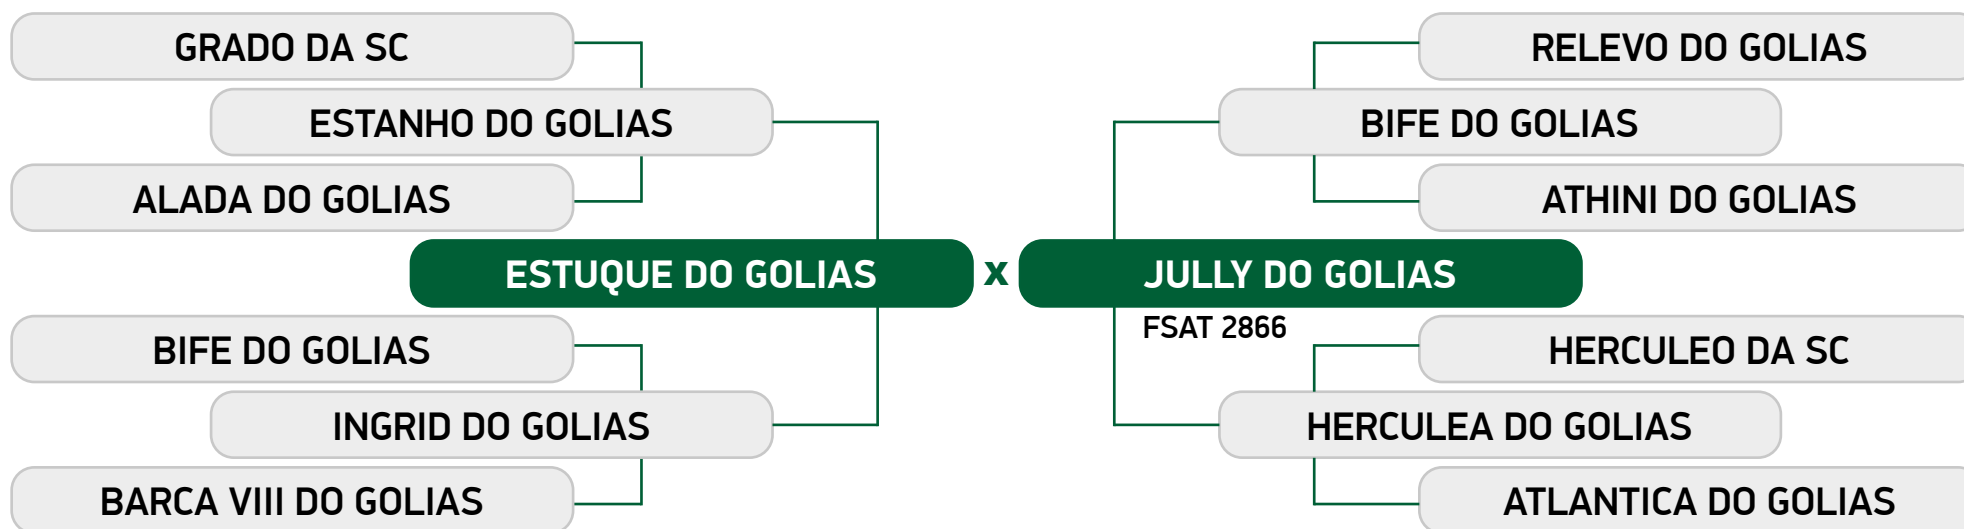 GRADO DA SC
ESTANHO DO GOLIAS
ALADA DO GOLIAS
ESTUQUE DO GOLIAS
BIFE DO GOLIAS
INGRID DO GOLIAS
BARCA VIII DO GOLIAS
x
RELEVO DO GOLIAS
BIFE DO GOLIAS
ATHINI DO GOLIAS
JULLY DO GOLIAS
FSAT 2866
HERCULEO DA SC
HERCULEA DO GOLIAS
ATLANTICA DO GOLIAS